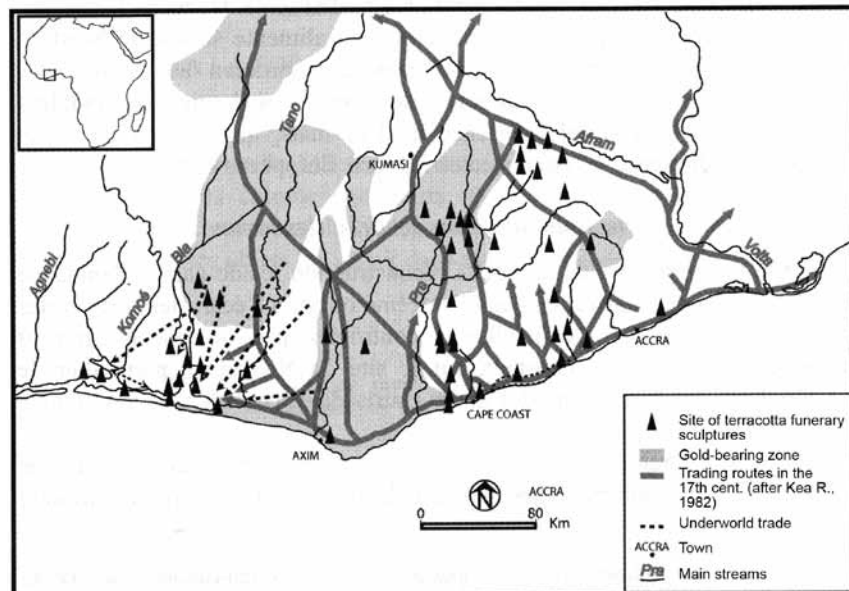 Tano
KUMASI
Afram
Agnebi
Komoé
Bia
Pra
Volta
ACCRA
CAPE COAST
AXIM
N
ACCRA
0 80
Km
Site of terracotta funerary
sculptures
Gold-bearing zone
Trading routes in the
17th cent. (after Kea R.,
1982)
Underworld trade
ACCRA Town
Pra Main streams